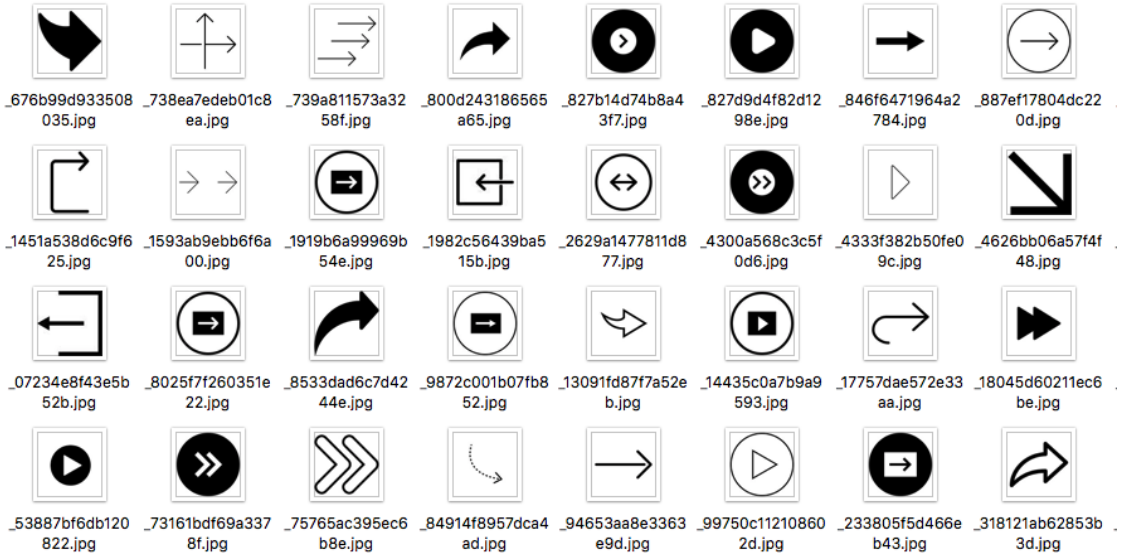 _676b99d933508
035.jpg
_738ea7edeb01c8
ea.jpg
_739a811573a32
58f.jpg
_800d243186565
a65.jpg
_827b14d74b8a4
3f7.jpg
_827d9d4f82d12
98e.jpg
_846f6471964a2
784.jpg
_887ef17804dc22
0d.jpg
_1451a538d6c9f6
25.jpg
_1593ab9ebb6f6a
00.jpg
_1919b6a99969b
54e.jpg
_1982c56439ba5
15b.jpg
_2629a1477811d8
77.jpg
_4300a568c3c5f
0d6.jpg
_4333f382b50fe0
9c.jpg
_4626bb06a57f4f
48.jpg
_07234e8f43e5b
52b.jpg
_8025f7f260351e
22.jpg
_8533dad6c7d42
44e.jpg
_9872c001b07fb8
52.jpg
_13091fd87f7a52e
b.jpg
_14435c0a7b9a9
593.jpg
_17757dae572e33
aa.jpg
_18045d60211ec6
be.jpg
_53887bf6db120
822.jpg
_73161bdf69a337
8f.jpg
_75765ac395ec6
b8e.jpg
_84914f8957dca4
ad.jpg
_94653aa8e3363
e9d.jpg
_99750c11210860
2d.jpg
_233805f5d466e
b43.jpg
_318121ab62853b
3d.jpg